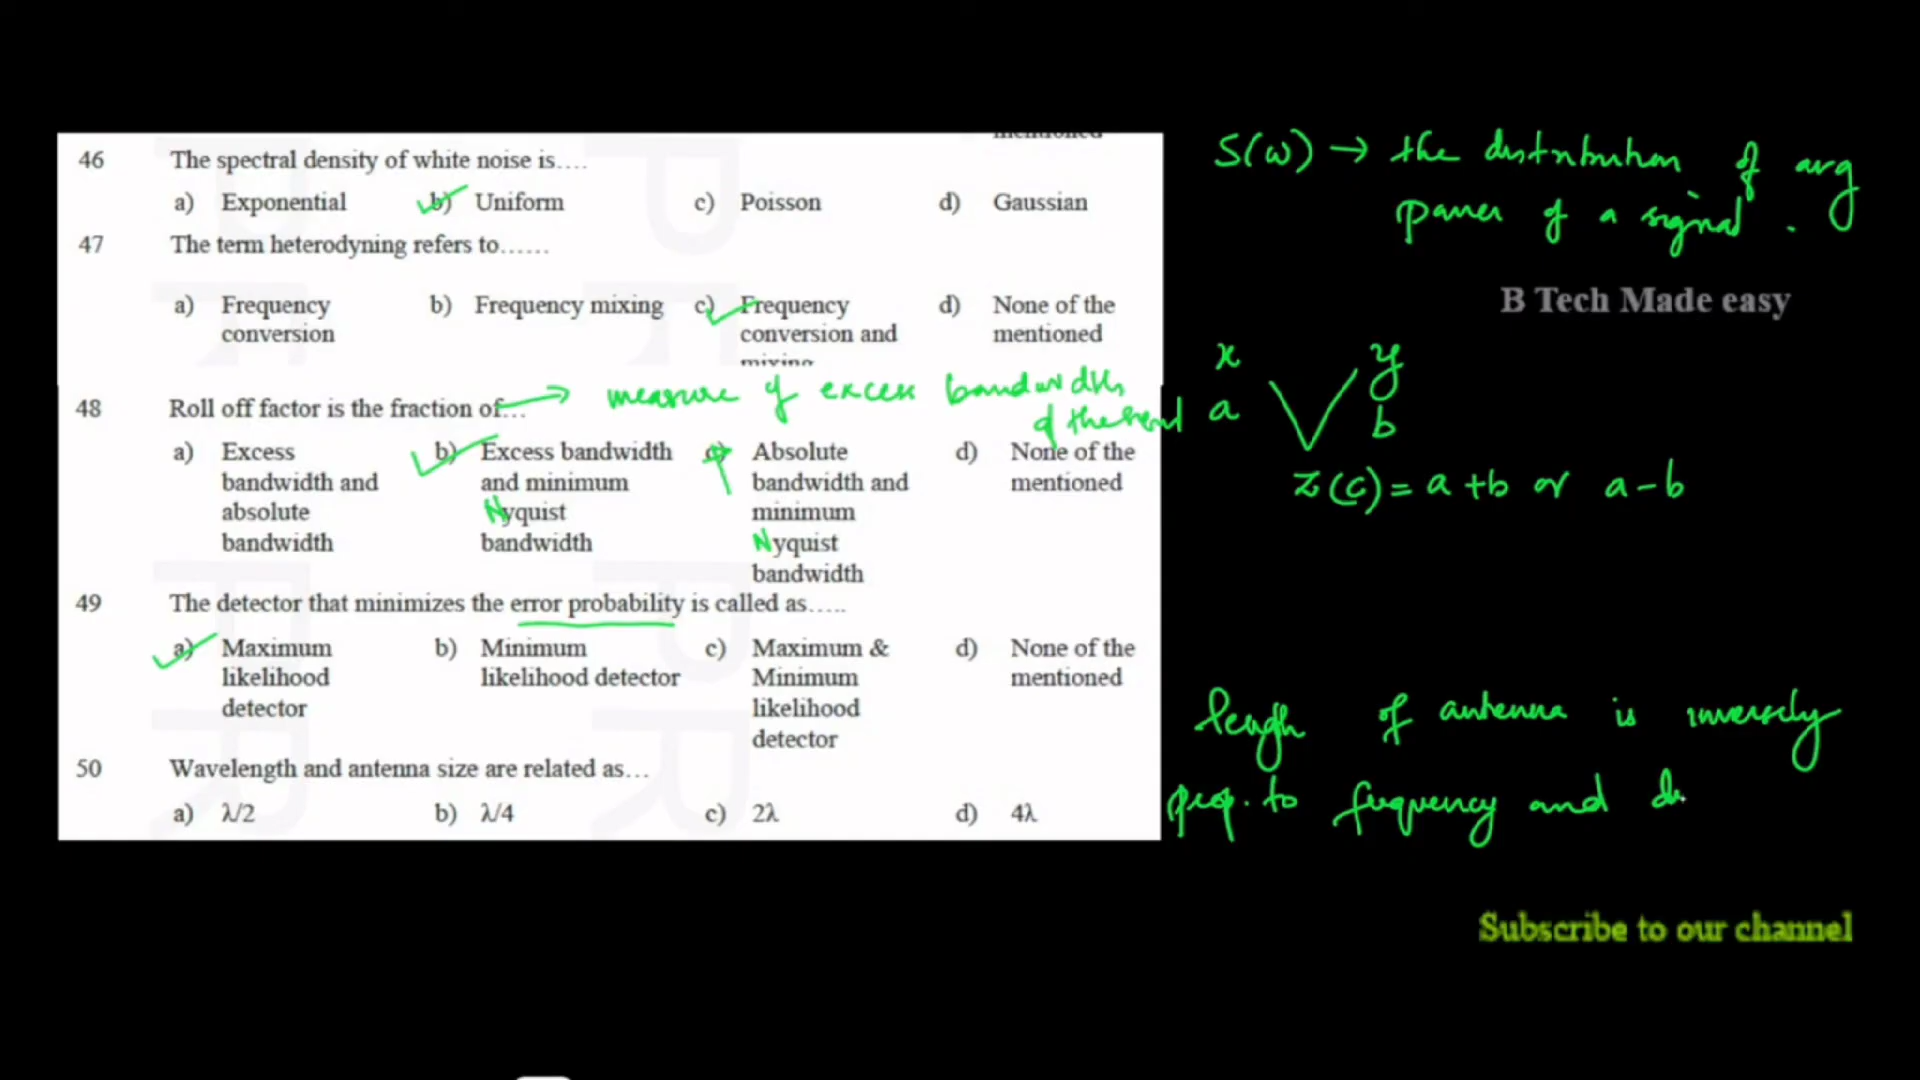 46 The spectral density of white noise is....
a) Exponential b) Uniform c) Poisson d) Gaussian
47 The term heterodyning refers to......
a) Frequency conversion b) Frequency mixing c) Frequency conversion and mixing d) None of the mentioned
48 Roll off factor is the fraction of...
a) Excess bandwidth and absolute bandwidth b) Excess bandwidth and minimum Nyquist bandwidth c) Absolute bandwidth and minimum Nyquist bandwidth d) None of the mentioned
49 The detector that minimizes the error probability is called as.....
a) Maximum likelihood detector b) Minimum likelihood detector c) Maximum & Minimum likelihood detector d) None of the mentioned
50 Wavelength and antenna size are related as...
a) λ/2 b) λ/4 c) 2λ d) 4λ
→ measure of excess bandwidth
of the
S(ω) → the distribution of avg
power of a signal.
B Tech Made easy
x y
a b
z(c) = a+b or a-b
length of antenna is inversely
prop. to frequency and
Subscribe to our channel